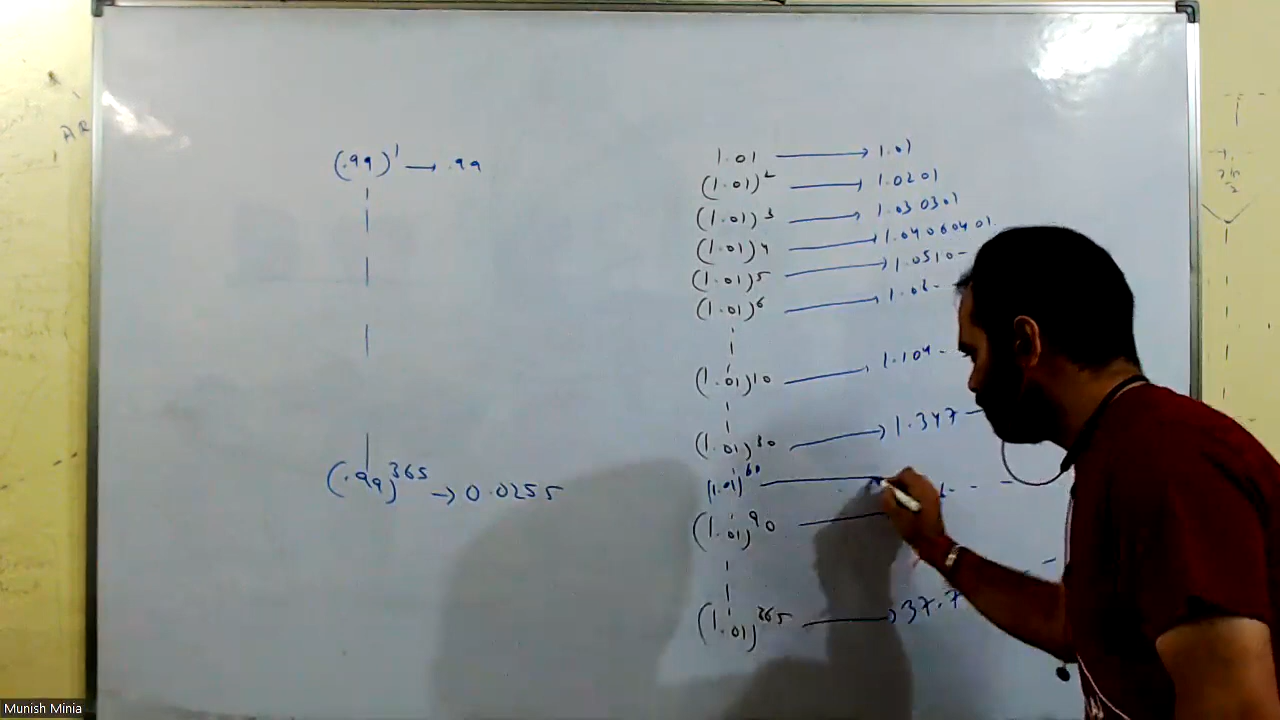 (.99)¹ → .99
(.99)³⁶⁵ → 0.0255
1.01 → 1.01
(1.01)² → 1.0201
(1.01)³ → 1.030301
(1.01)⁴ → 1.04060401
(1.01)⁵ → 1.0510-
(1.01)⁶ → 1.06-
(1.01)¹⁰ → 1.104-
(1.01)³⁰ → 1.347-
(1.01)⁶⁰
(1.01)⁹⁰
(1.01)³⁶⁵ → 37.7
AR
Munish Minia